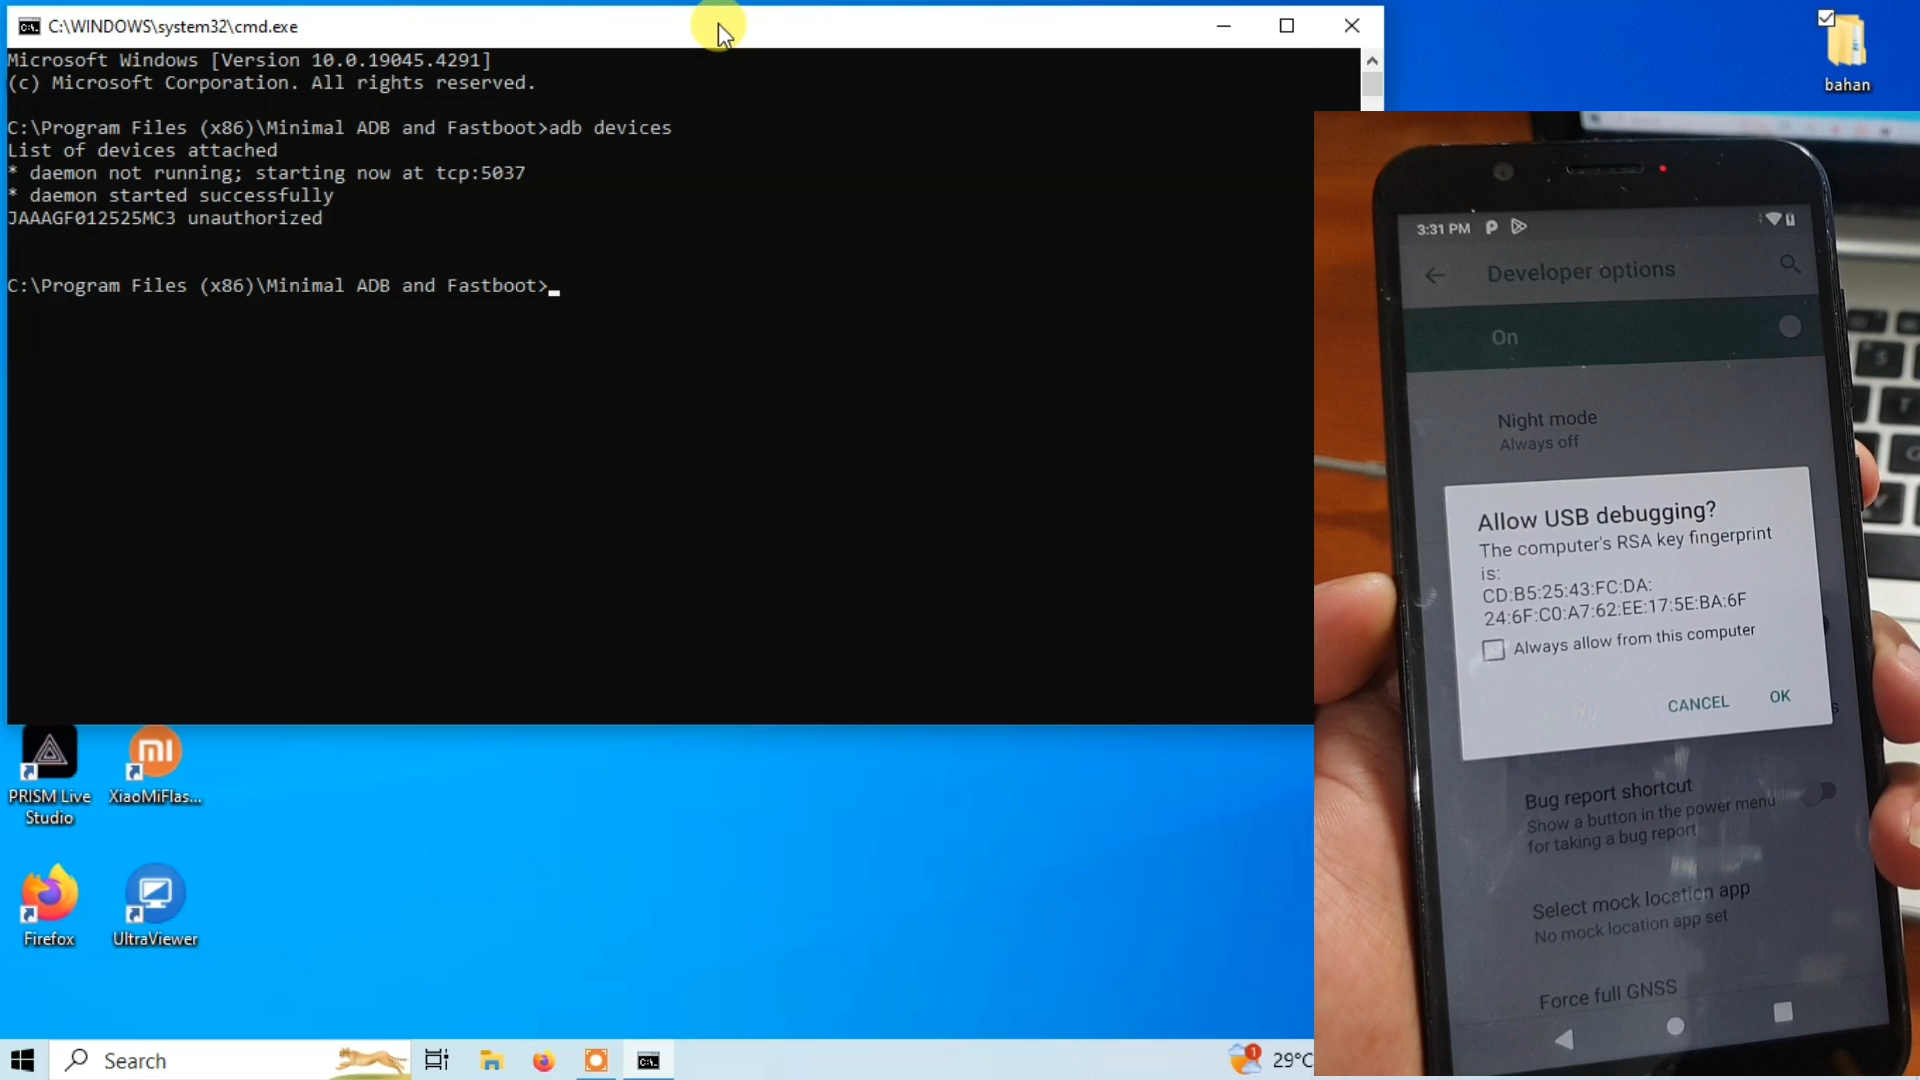 C:\WINDOWS\system32\cmd.exe
Microsoft Windows [Version 10.0.19045.4291]
(c) Microsoft Corporation. All rights reserved.
C:\Program Files (x86)\Minimal ADB and Fastboot>adb devices
List of devices attached
* daemon not running; starting now at tcp:5037
* daemon started successfully
JAAAGF012525MC3 unauthorized
C:\Program Files (x86)\Minimal ADB and Fastboot>
bahan
3:31 PM
Developer options
On
Night mode
Always off
Allow USB debugging?
The computer's RSA key fingerprint
is:
CD:B5:25:43:FC:DA:
24:6F:C0:A7:62:EE:17:5E:BA:6F
Always allow from this computer
CANCEL OK
Bug report shortcut
Show a button in the power menu
for taking a bug report
Select mock location app
No mock location app set
Force full GNSS
PRISM Live
Studio
XiaoMiFlas...
Firefox
UltraViewer
Search
1
29°C